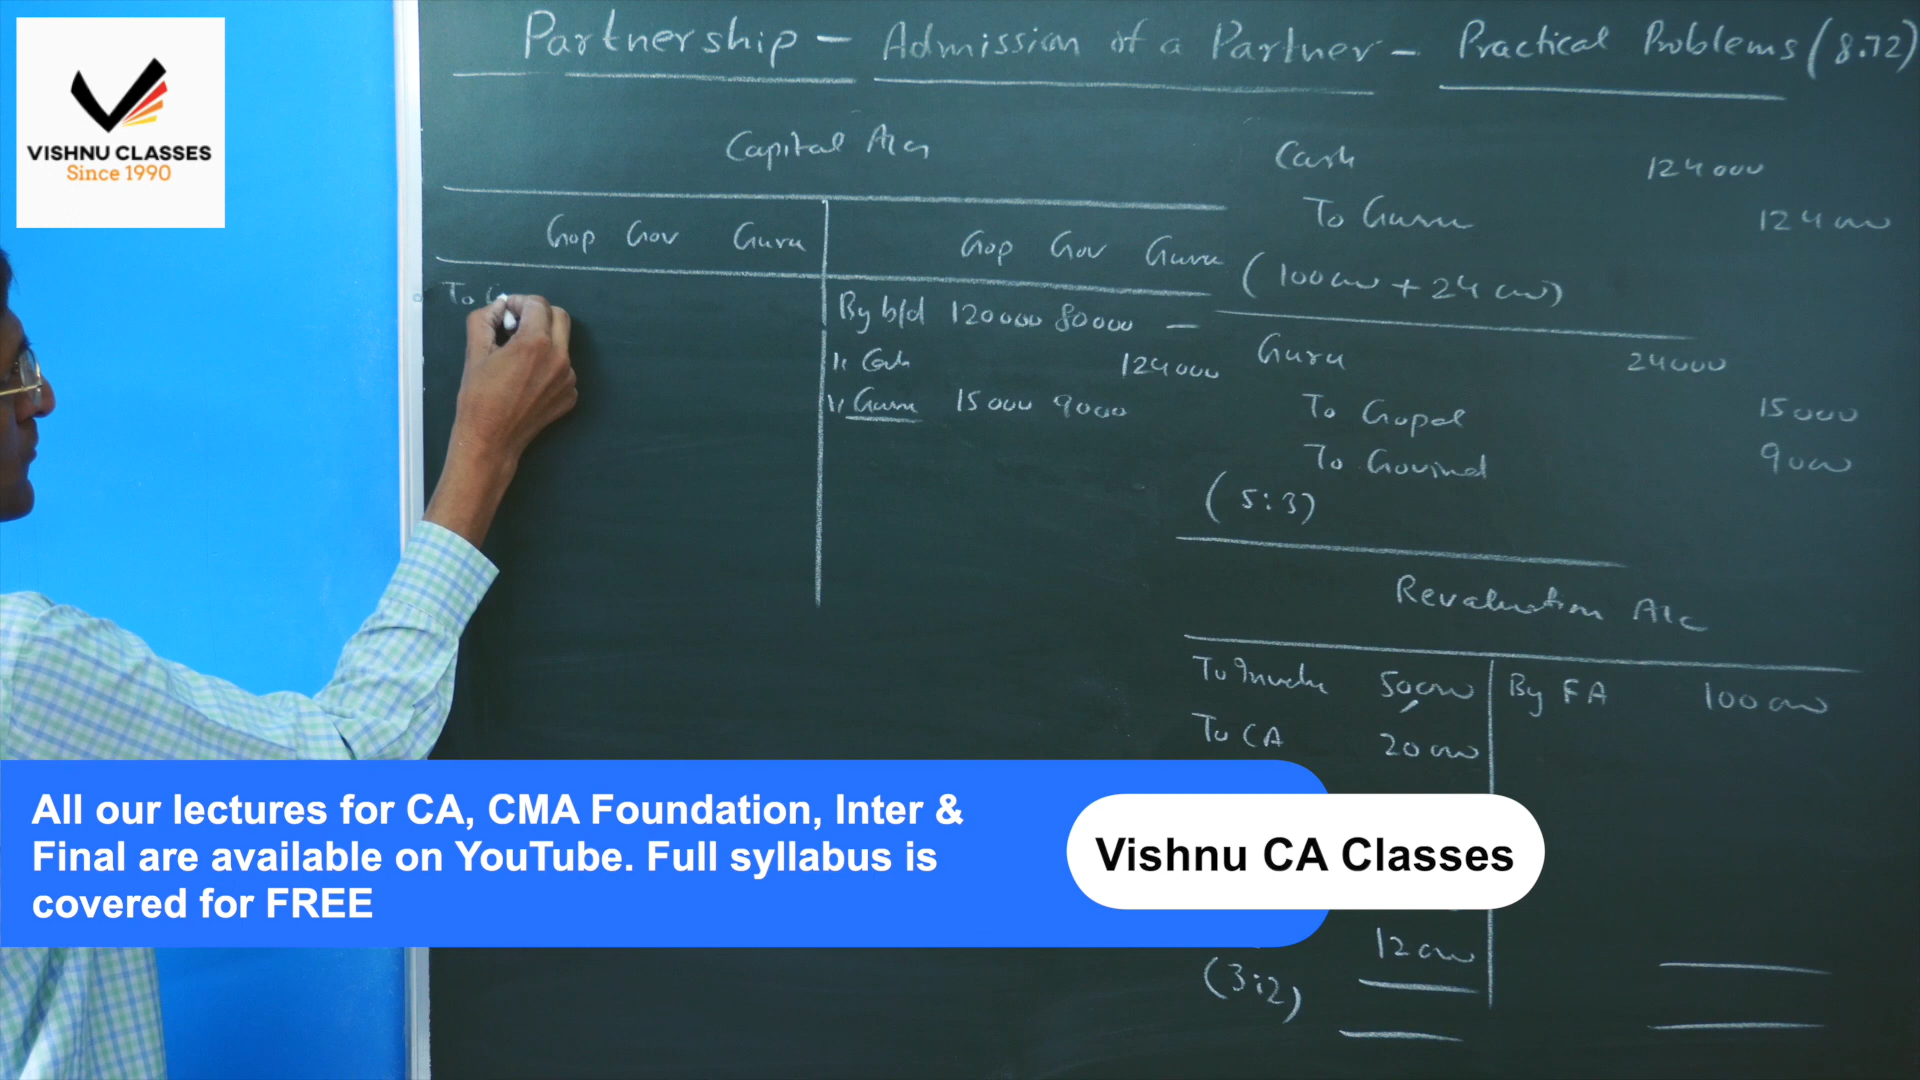 VISHNU CLASSES
Since 1990
Partnership - Admission of a Partner - Practical Problems (8.72)
Capital A/cs
Gop Gov Guru Gop Gov Guru
To
By b/d 120000 80000 —
" Cash 124000
" Guru 15000 9000
Cash 124000
To Guru 124000
(100000 + 24000)
Guru 24000
To Gopal 15000
To Govind 9000
(5:3)
Revaluation A/c
To 50000 By FA 100000
To CA 20000
12000
(3:2)
All our lectures for CA, CMA Foundation, Inter &
Final are available on YouTube. Full syllabus is
covered for FREE
Vishnu CA Classes